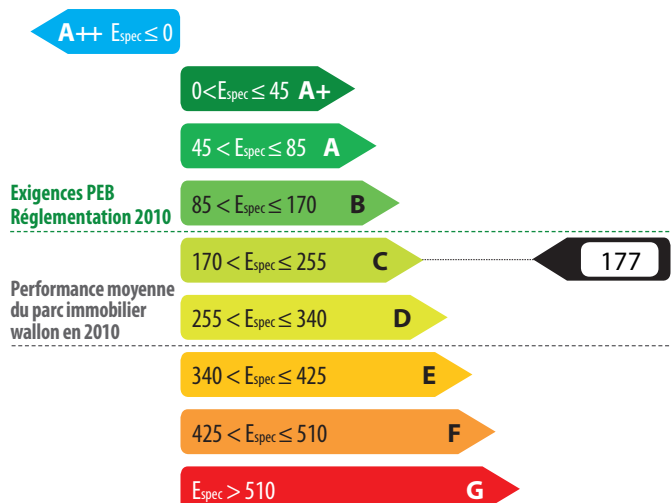 A++ Espec ≤ 0
0<Espec ≤ 45 A+
45 < Espec ≤ 85 A
Exigences PEB
Réglementation 2010
85 < Espec ≤ 170 B
170 < Espec ≤ 255 C
177
Performance moyenne
du parc immobilier
wallon en 2010
255 < Espec ≤ 340 D
340 < Espec ≤ 425 E
425 < Espec ≤ 510 F
Espec > 510 G